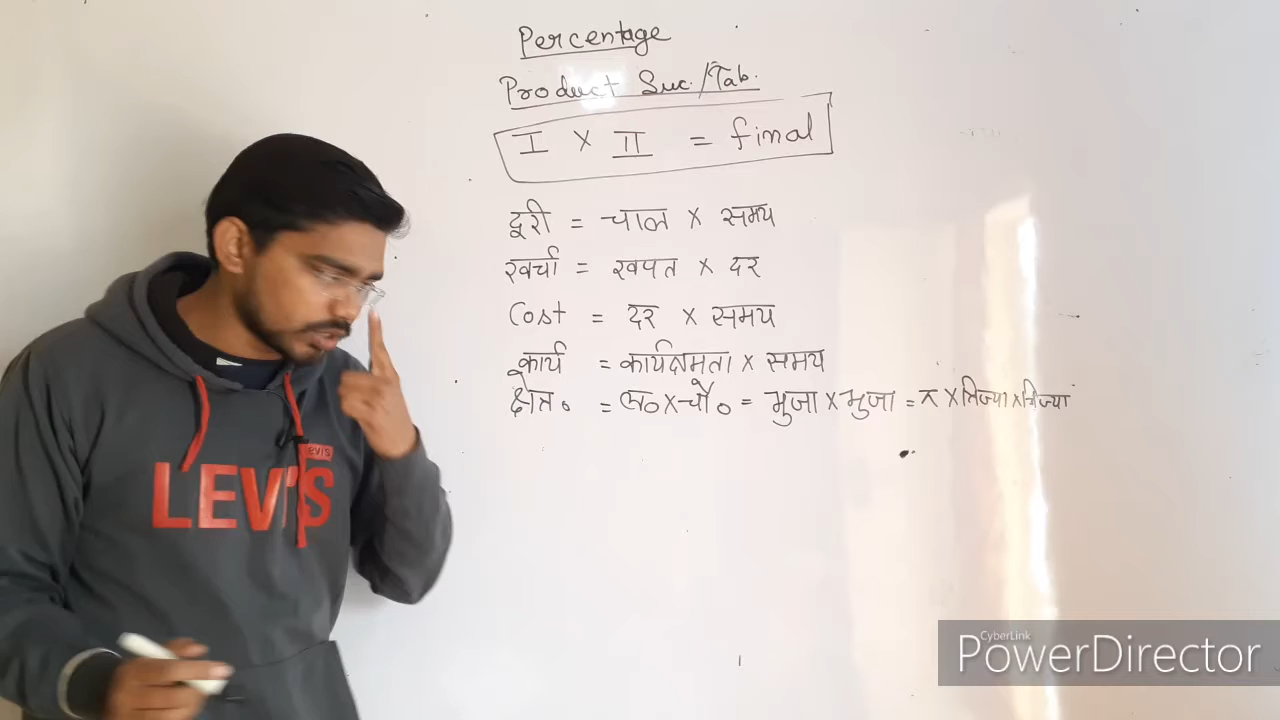 Percentage
Product Suc./Tab.
I × II = final
दूरी = चाल × समय
खर्चा = खपत × दर
Cost = दर × समय
कार्य = कार्यक्षमता × समय
क्षेत्र० = ल० × चौ० = भुजा × भुजा = π × त्रिज्या × त्रिज्या
LEVI'S
LEVIS
CyberLink
PowerDirector